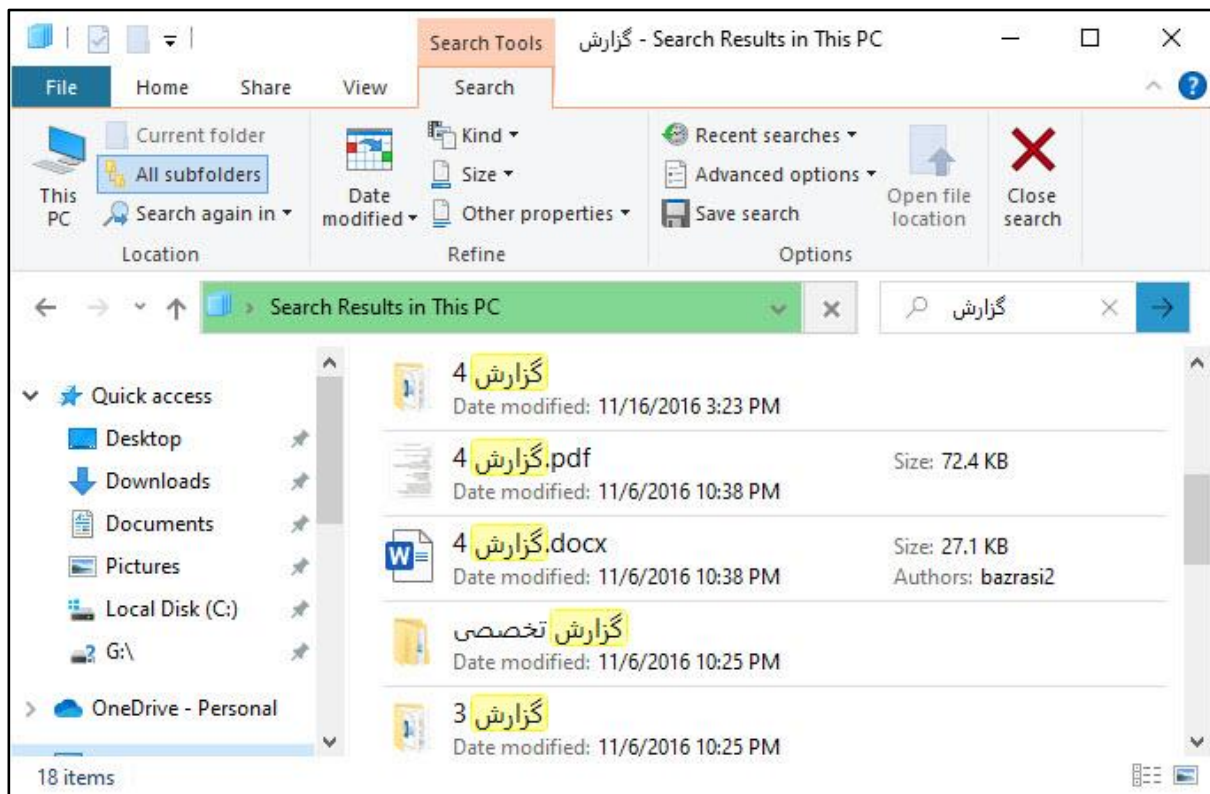 Search Tools
گزارش - Search Results in This PC
File Home Share View Search
This PC
Current folder
All subfolders
Search again in
Location
Date modified
Kind
Size
Other properties
Refine
Recent searches
Advanced options
Save search
Options
Open file location
Close search
Search Results in This PC
گزارش
Quick access
Desktop
Downloads
Documents
Pictures
Local Disk (C:)
G:\
OneDrive - Personal
گزارش 4
Date modified: 11/16/2016 3:23 PM
گزارش 4.pdf
Date modified: 11/6/2016 10:38 PM
Size: 72.4 KB
گزارش 4.docx
Date modified: 11/6/2016 10:38 PM
Size: 27.1 KB
Authors: bazrasi2
گزارش تخصصی
Date modified: 11/6/2016 10:25 PM
گزارش 3
Date modified: 11/6/2016 10:25 PM
18 items